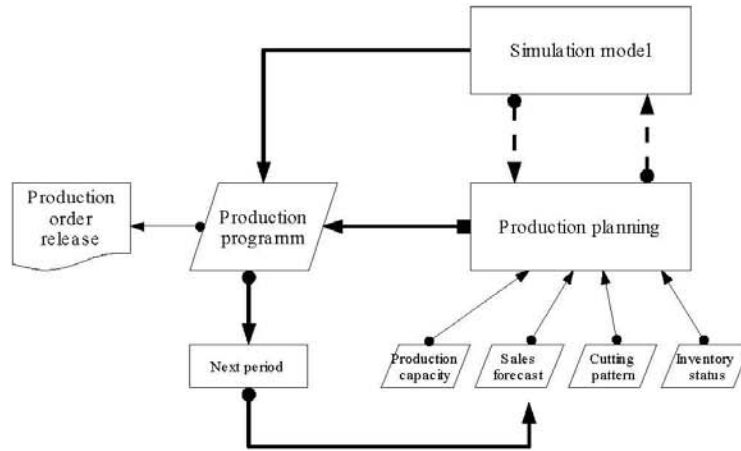 Simulation model
Production
order
release
Production
programm
Production planning
Next period
Production
capacity
Sales
forecast
Cutting
pattern
Inventory
status